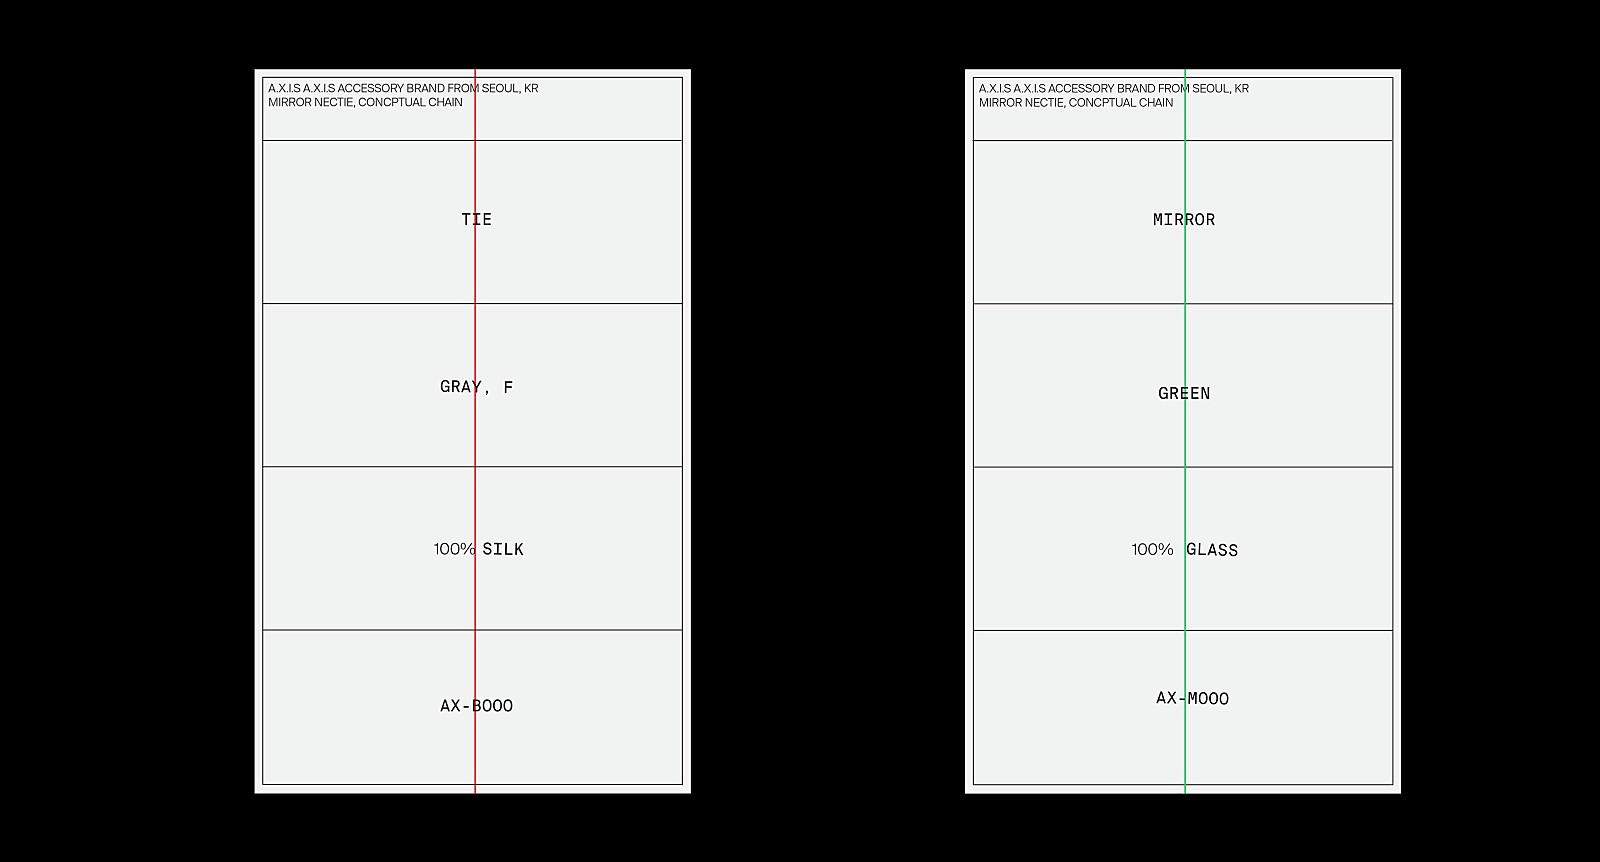 A.X.I.S A.X.I.S ACCESSORY BRAND FROM SEOUL, KR
MIRROR NECTIE, CONCPTUAL CHAIN
TIE
GRAY, F
100% SILK
AX-BOOO
A.X.I.S A.X.I.S ACCESSORY BRAND FROM SEOUL, KR
MIRROR NECTIE, CONCPTUAL CHAIN
MIRROR
GREEN
100% GLASS
AX-MOOO